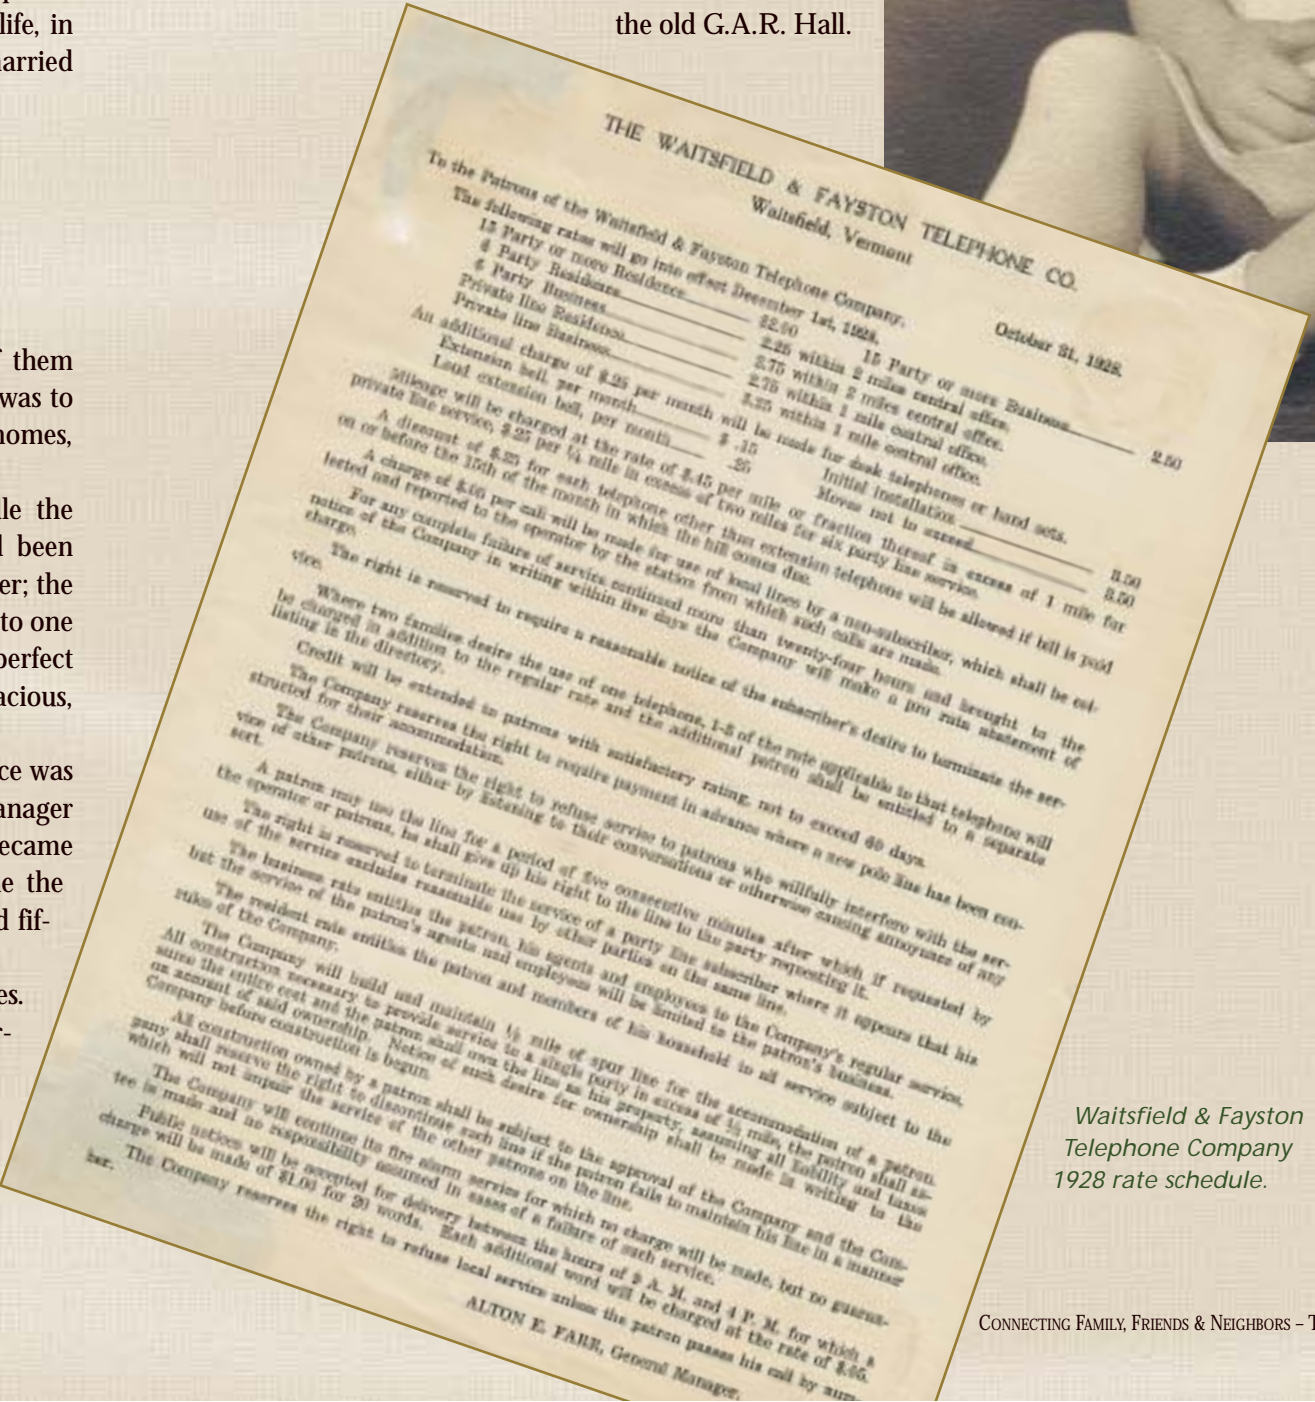 life, in
arried
the old G.A.R. Hall.
them
was to
homes,
le the
been
er; the
to one
perfect
acious,
ce was
anager
ecame
e the
d fif-
es.
r-
THE WAITSFIELD & FAYSTON TELEPHONE CO.
Waitsfield, Vermont
October 31, 1928.
To the Patrons of the Waitsfield & Fayston Telephone Company.
The following rates will go into effect December 1st, 1928.
15 Party or more Residence $2.00 15 Party or more Business 2.50
6 Party Residence 2.25 within 2 miles central office.
6 Party Business 2.75 within 2 miles central office.
Private line Residence 2.75 within 1 mile central office.
Private line Business 3.25 within 1 mile central office.
An additional charge of $.25 per month will be made for desk telephones or hand sets.
Extension bell, per month $ .15 Initial installation 3.50
Loud extension bell, per month .25 Moves not to exceed 3.50
Mileage will be charged at the rate of $.45 per mile or fraction thereof in excess of 1 mile for
private line service, $.25 per ¼ mile in excess of two miles for six party line service.
A discount of $.25 for each telephone other than extension telephone will be allowed if bill is paid
on or before the 15th of the month in which the bill comes due.
A charge of $.05 per call will be made for use of local lines by a non-subscriber, which shall be col-
lected and reported to the operator by the station from which such calls are made.
For any complete failure of service continued more than twenty-four hours and brought to the
notice of the Company in writing within five days the Company will make a pro rata abatement of
charge.
The right is reserved to require a reasonable notice of the subscriber's desire to terminate the ser-
vice.
Where two families desire the use of one telephone, 1-3 of the rate applicable to that telephone will
be charged in addition to the regular rate and the additional patron shall be entitled to a separate
listing in the directory.
Credit will be extended to patrons with satisfactory rating, not to exceed 60 days.
The Company reserves the right to require payment in advance where a new pole line has been con-
structed for their accommodation.
The Company reserves the right to refuse service to patrons who willfully interfere with the ser-
vice of other patrons, either by listening to their conversations or otherwise causing annoyance of any
sort.
A patron may use the line for a period of five consecutive minutes after which if requested by
the operator or patrons, he shall give up his right to the line to the party requesting it.
The right is reserved to terminate the service of a party line subscriber where it appears that his
use of the service excludes reasonable use by other parties on the same line.
The business rate entitles the patron, his agents and employees to the Company's regular service,
but the service of the patron's agents and employees will be limited to the patron's business.
The resident rate entitles the patron and members of his household to all service subject to the
rules of the Company.
The Company will build and maintain ½ mile of spur line for the accommodation of a patron.
All construction necessary to provide service to a single party in excess of ½ mile, the patron shall as-
sume the entire cost and the patron shall own the line as his property, assuming all liability and taxes
on account of said ownership. Notice of such desire for ownership shall be made in writing to the
Company before construction is begun.
All construction owned by a patron shall be subject to the approval of the Company and the Com-
pany shall reserve the right to discontinue such line if the patron fails to maintain his line in a manner
which will not impair the service of the other patrons on the line.
The Company will continue its fire alarm service for which no charge will be made, but no guaran-
tee is made and no responsibility assumed in cases of a failure of such service.
Public notices will be accepted for delivery between the hours of 9 A. M. and 4 P. M. for which a
charge will be made of $1.00 for 20 words. Each additional word will be charged at the rate of $.05.
The Company reserves the right to refuse local service unless the patron passes his call by num-
ber.
ALTON E. FARR, General Manager.
Waitsfield & Fayston
Telephone Company
1928 rate schedule.
CONNECTING FAMILY, FRIENDS & NEIGHBORS – T